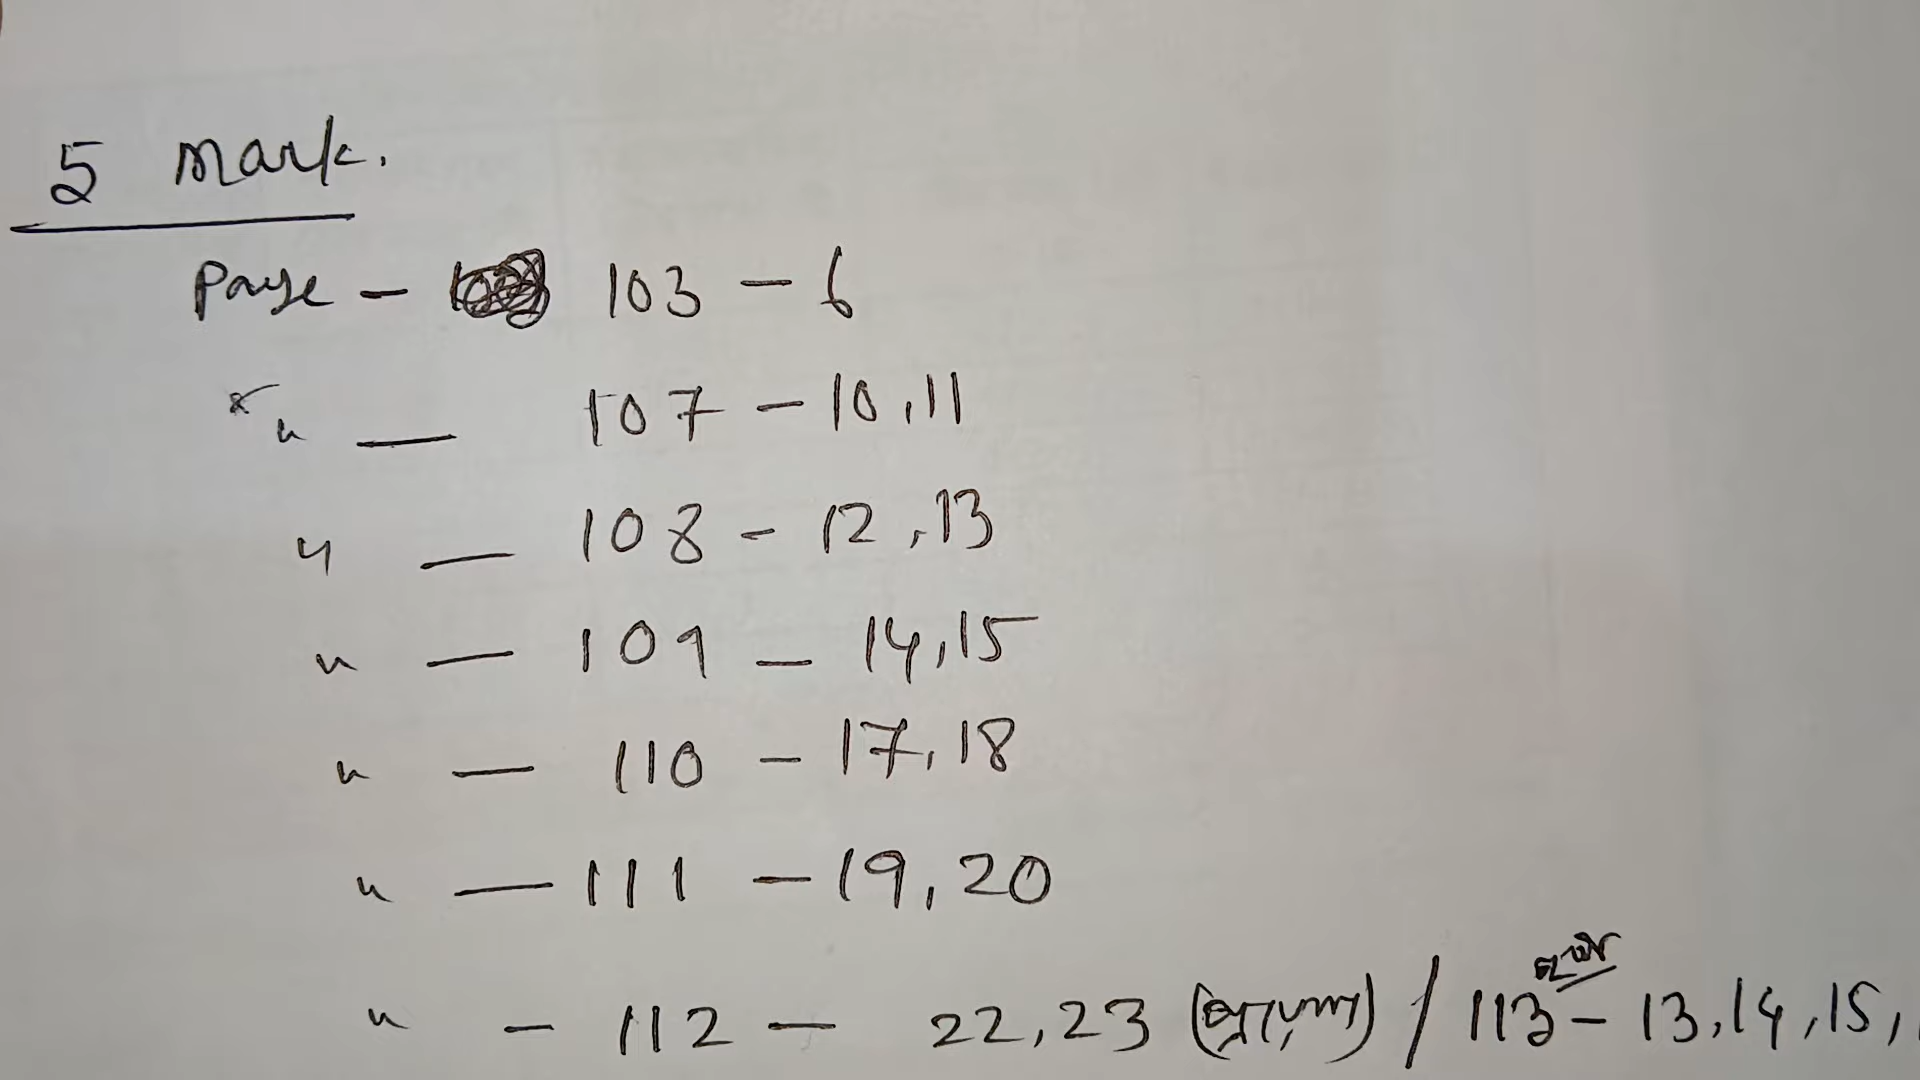 5 mark.
Page - 103 - 6
" — 107 - 10, 11
" — 108 - 12, 13
" — 109 - 14, 15
" — 110 - 17, 18
" — 111 - 19, 20
" - 112 - 22, 23 / 113 - 13, 14, 15,